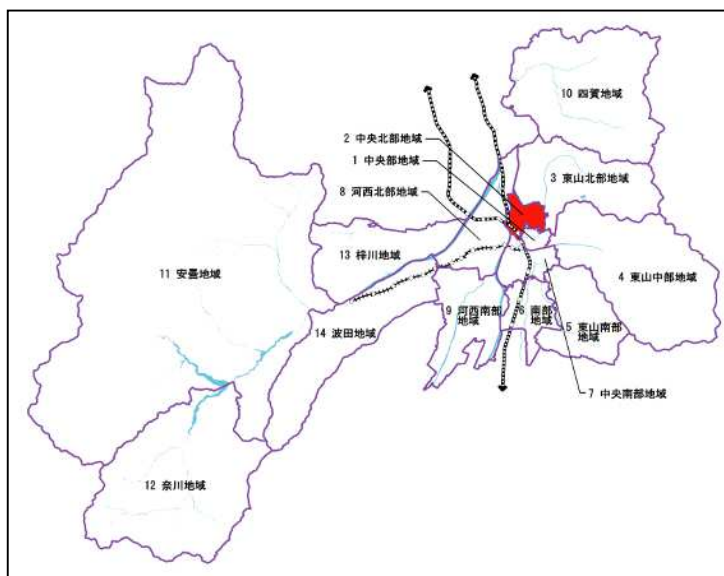 10 四賀地域
2 中央北部地域
1 中央部地域
3 東山北部地域
8 河西北部地域
13 梓川地域
11 安曇地域
4 東山中部地域
14 波田地域
9 河西南部
地域
6 南部
地域
5 東山南部
地域
7 中央南部地域
12 奈川地域